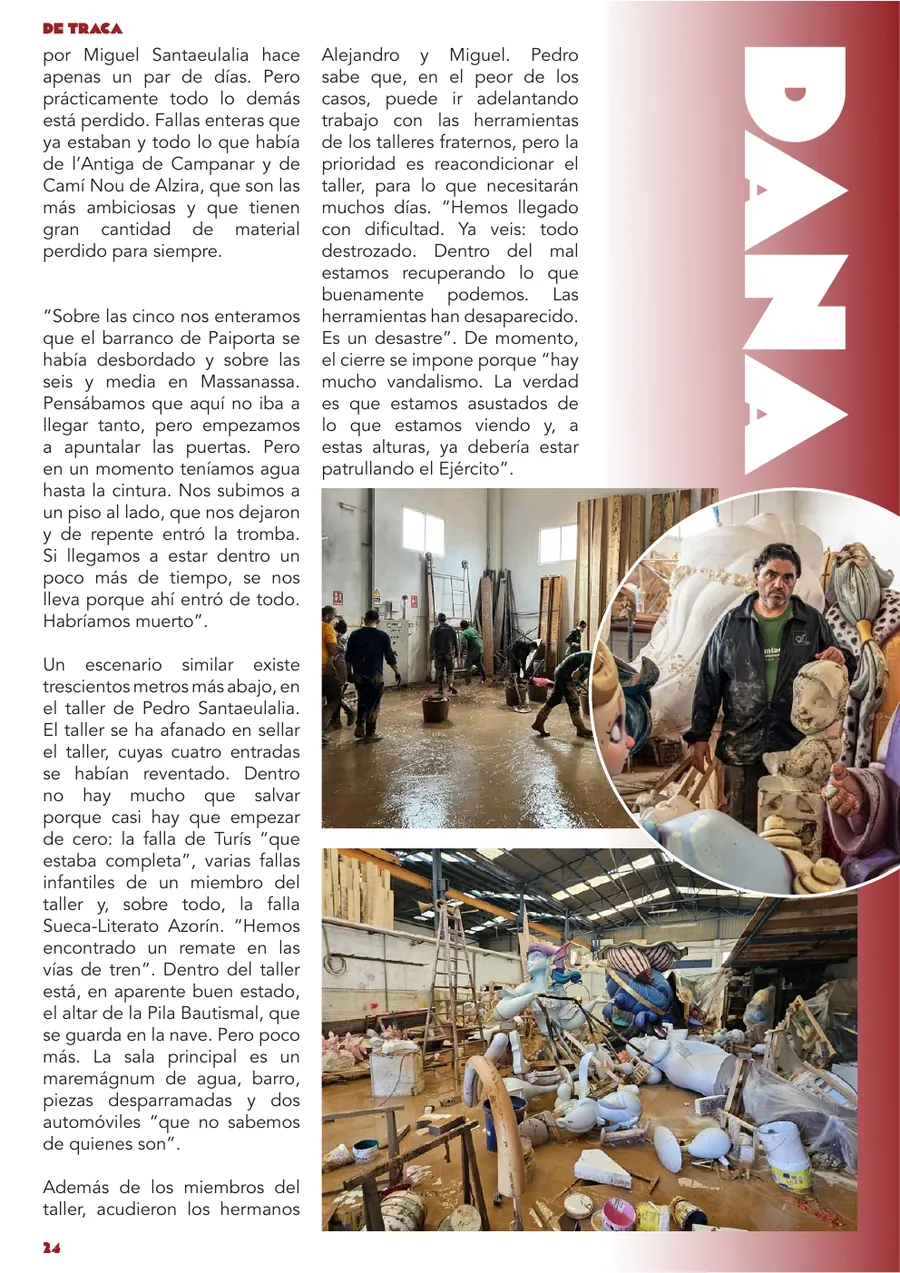 DE TRACA
por Miguel Santaeulalia hace
apenas un par de días. Pero
prácticamente todo lo demás
está perdido. Fallas enteras que
ya estaban y todo lo que había
de l’Antiga de Campanar y de
Camí Nou de Alzira, que son las
más ambiciosas y que tienen
gran cantidad de material
perdido para siempre.
“Sobre las cinco nos enteramos
que el barranco de Paiporta se
había desbordado y sobre las
seis y media en Massanassa.
Pensábamos que aquí no iba a
llegar tanto, pero empezamos
a apuntalar las puertas. Pero
en un momento teníamos agua
hasta la cintura. Nos subimos a
un piso al lado, que nos dejaron
y de repente entró la tromba.
Si llegamos a estar dentro un
poco más de tiempo, se nos
lleva porque ahí entró de todo.
Habríamos muerto”.
Un escenario similar existe
trescientos metros más abajo, en
el taller de Pedro Santaeulalia.
El taller se ha afanado en sellar
el taller, cuyas cuatro entradas
se habían reventado. Dentro
no hay mucho que salvar
porque casi hay que empezar
de cero: la falla de Turís “que
estaba completa”, varias fallas
infantiles de un miembro del
taller y, sobre todo, la falla
Sueca-Literato Azorín. “Hemos
encontrado un remate en las
vías de tren”. Dentro del taller
está, en aparente buen estado,
el altar de la Pila Bautismal, que
se guarda en la nave. Pero poco
más. La sala principal es un
maremágnum de agua, barro,
piezas desparramadas y dos
automóviles “que no sabemos
de quienes son”.
Además de los miembros del
taller, acudieron los hermanos
Alejandro y Miguel. Pedro
sabe que, en el peor de los
casos, puede ir adelantando
trabajo con las herramientas
de los talleres fraternos, pero la
prioridad es reacondicionar el
taller, para lo que necesitarán
muchos días. “Hemos llegado
con dificultad. Ya veis: todo
destrozado. Dentro del mal
estamos recuperando lo que
buenamente podemos. Las
herramientas han desaparecido.
Es un desastre”. De momento,
el cierre se impone porque “hay
mucho vandalismo. La verdad
es que estamos asustados de
lo que estamos viendo y, a
estas alturas, ya debería estar
patrullando el Ejército”.
DANA
24